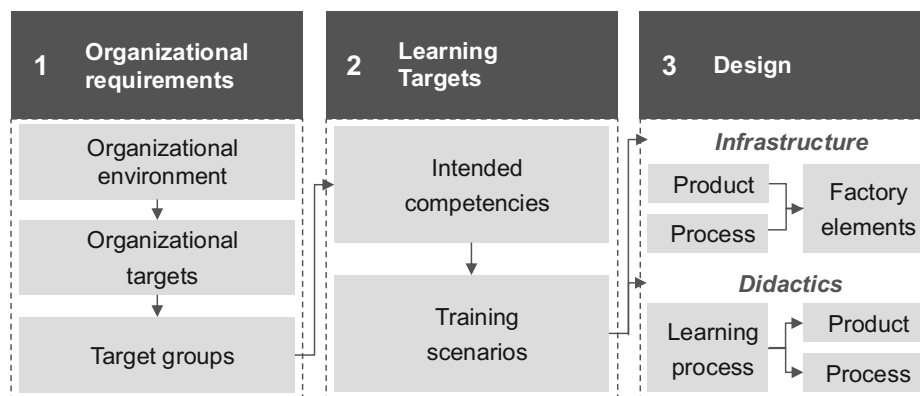 1
Organizational
requirements
Organizational
environment
Organizational
targets
Target groups
2
Learning
Targets
Intended
competencies
Training
scenarios
3
Design
Infrastructure
Product
Process
Factory
elements
Didactics
Learning
process
Product
Process